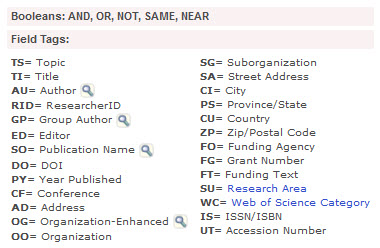 Booleans: AND, OR, NOT, SAME, NEAR
Field Tags:
TS= Topic
TI= Title
AU= Author
RID= ResearcherID
GP= Group Author
ED= Editor
SO= Publication Name
DO= DOI
PY= Year Published
CF= Conference
AD= Address
OG= Organization-Enhanced
OO= Organization
SG= Suborganization
SA= Street Address
CI= City
PS= Province/State
CU= Country
ZP= Zip/Postal Code
FO= Funding Agency
FG= Grant Number
FT= Funding Text
SU= Research Area
WC= Web of Science Category
IS= ISSN/ISBN
UT= Accession Number